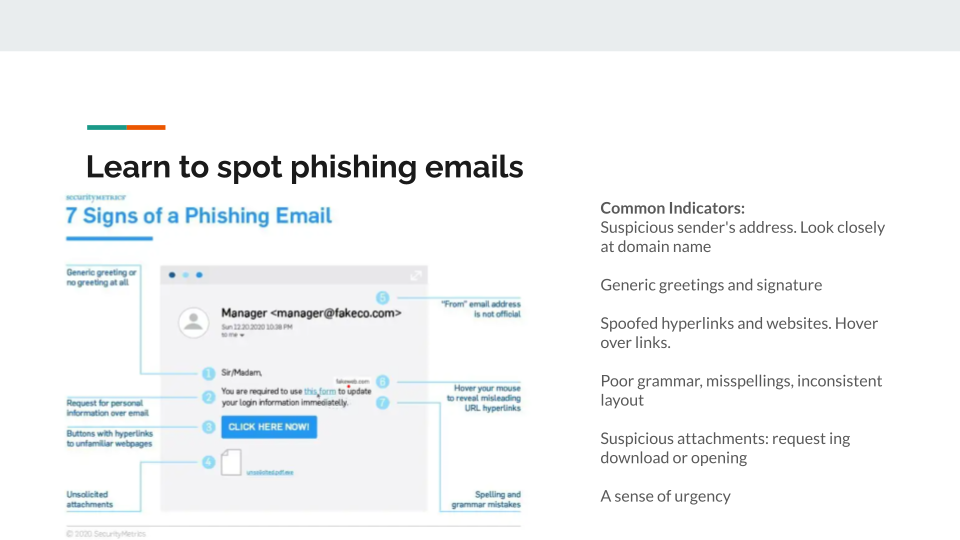 Learn to spot phishing emails
securityMETRICS
7 Signs of a Phishing Email
Generic greeting or
no greeting at all
5
"From" email address
is not official
Manager <manager@fakeco.com>
Sun 12.20.2020 10:38 PM
to me
1
Sir/Madam,
fakeweb.com
6
2
You are required to use this form to update
your login information immediatelly.
7
Hover your mouse
to reveal misleading
URL hyperlinks
Request for personal
information over email
3
CLICK HERE NOW!
Buttons with hyperlinks
to unfamiliar webpages
4
unsolicited.pdf.exe
Unsolicited
attachments
Spelling and
grammar mistakes
© 2020 SecurityMetrics
Common Indicators:
Suspicious sender's address. Look closely
at domain name
Generic greetings and signature
Spoofed hyperlinks and websites. Hover
over links.
Poor grammar, misspellings, inconsistent
layout
Suspicious attachments: request ing
download or opening
A sense of urgency